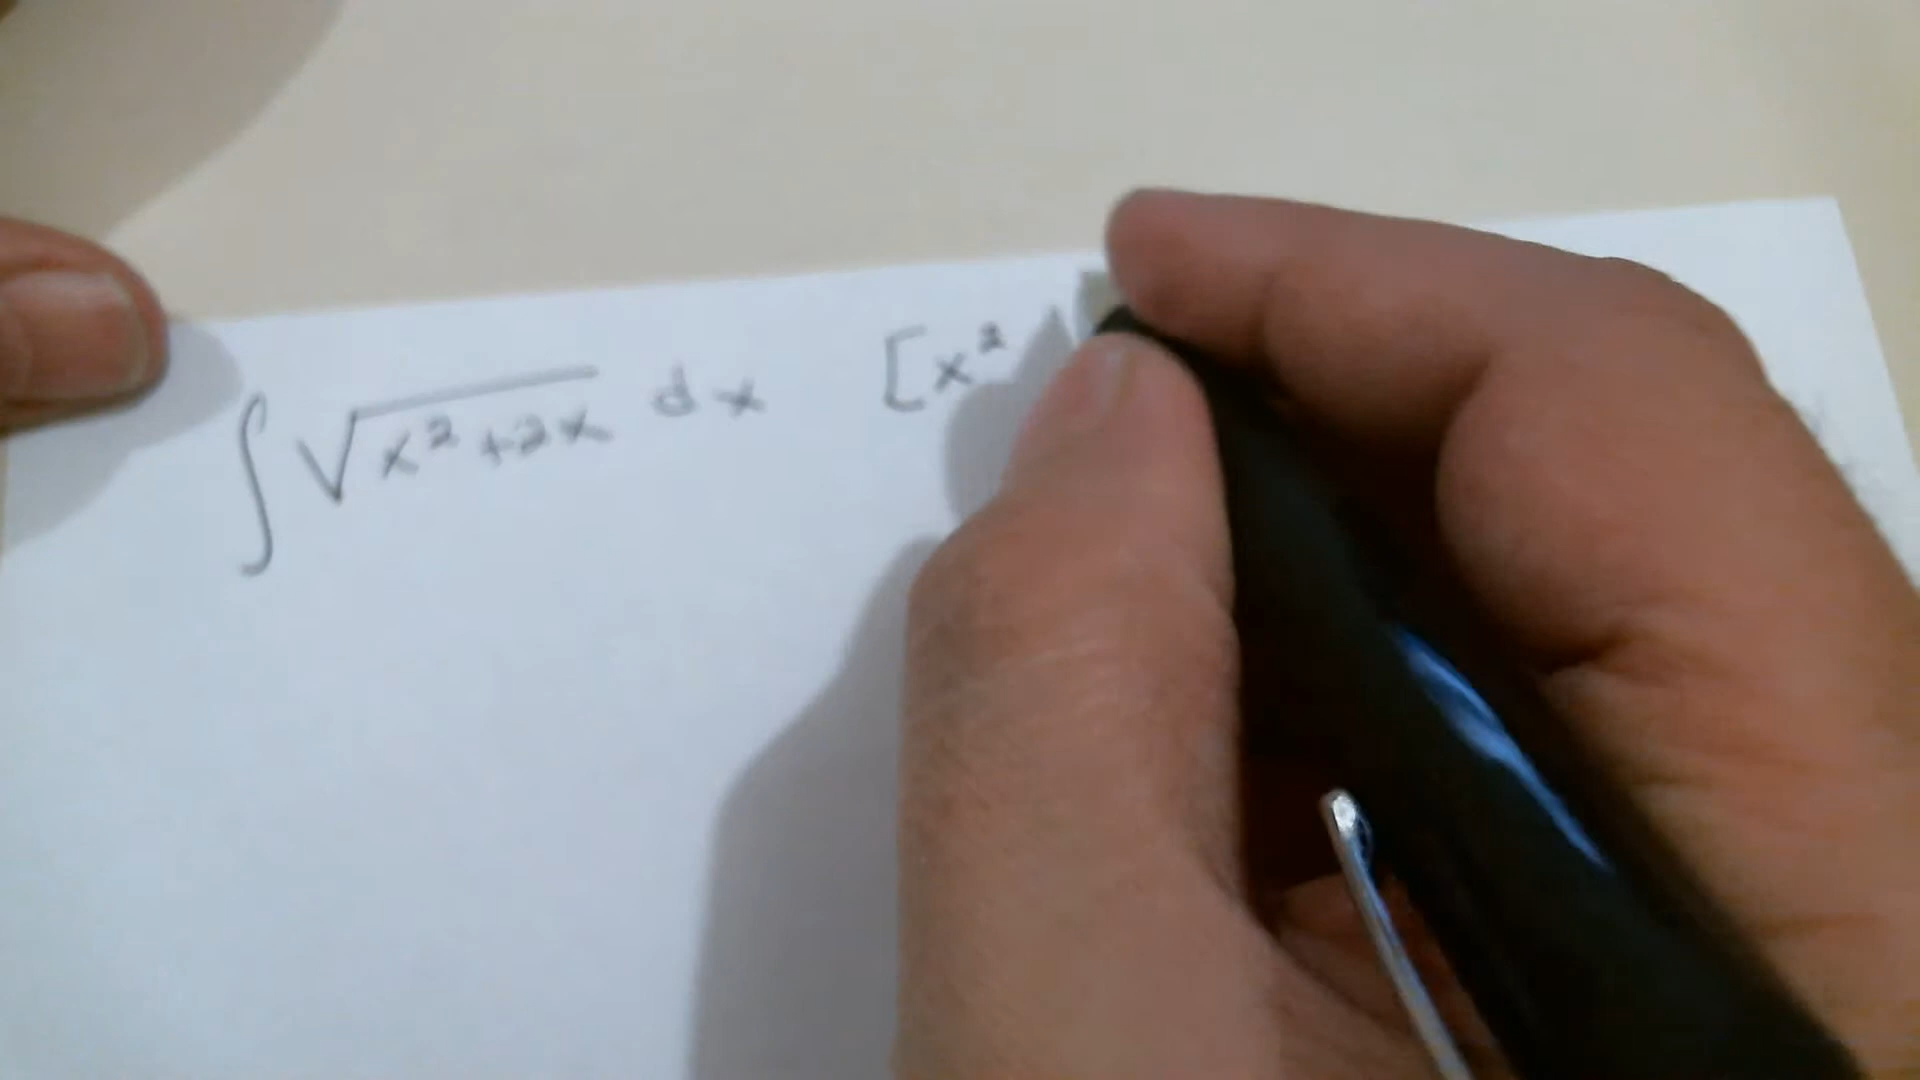 ∫√(x²+2x) dx [x²